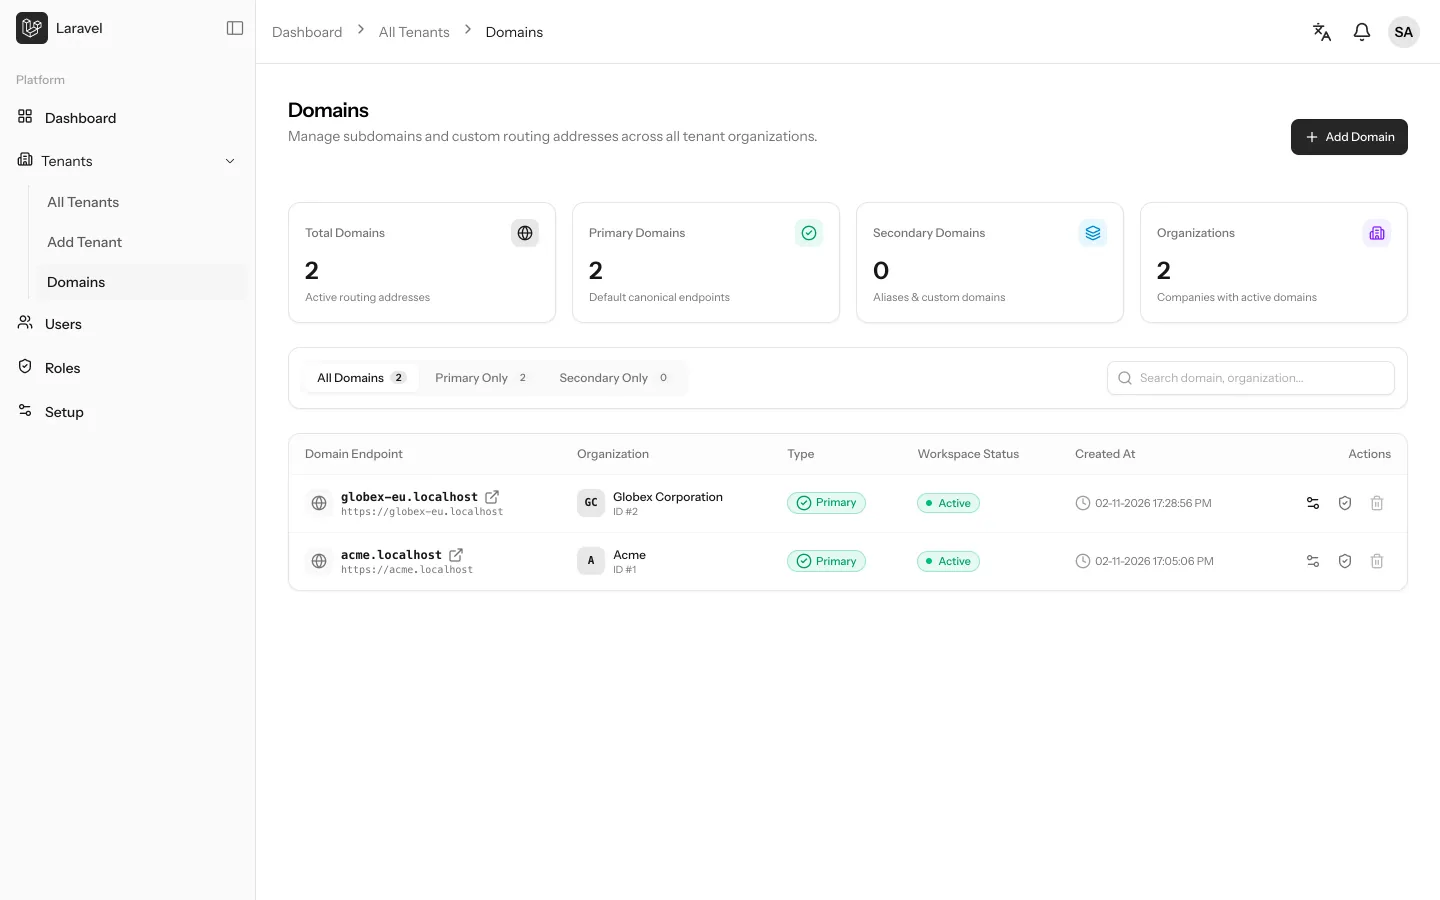 Laravel
Dashboard
All Tenants
Domains
SA
Platform
Dashboard
Tenants
All Tenants
Add Tenant
Domains
Users
Roles
Setup
Domains
Manage subdomains and custom routing addresses across all tenant organizations.
Add Domain
Total Domains
2
Active routing addresses
Primary Domains
2
Default canonical endpoints
Secondary Domains
0
Aliases & custom domains
Organizations
2
Companies with active domains
All Domains 2
Primary Only 2
Secondary Only 0
Search domain, organization...
Domain Endpoint
Organization
Type
Workspace Status
Created At
Actions
globex-eu.localhost
https://globex-eu.localhost
GC
Globex Corporation
ID #2
Primary
Active
02-11-2026 17:28:56 PM
acme.localhost
https://acme.localhost
A
Acme
ID #1
Primary
Active
02-11-2026 17:05:06 PM